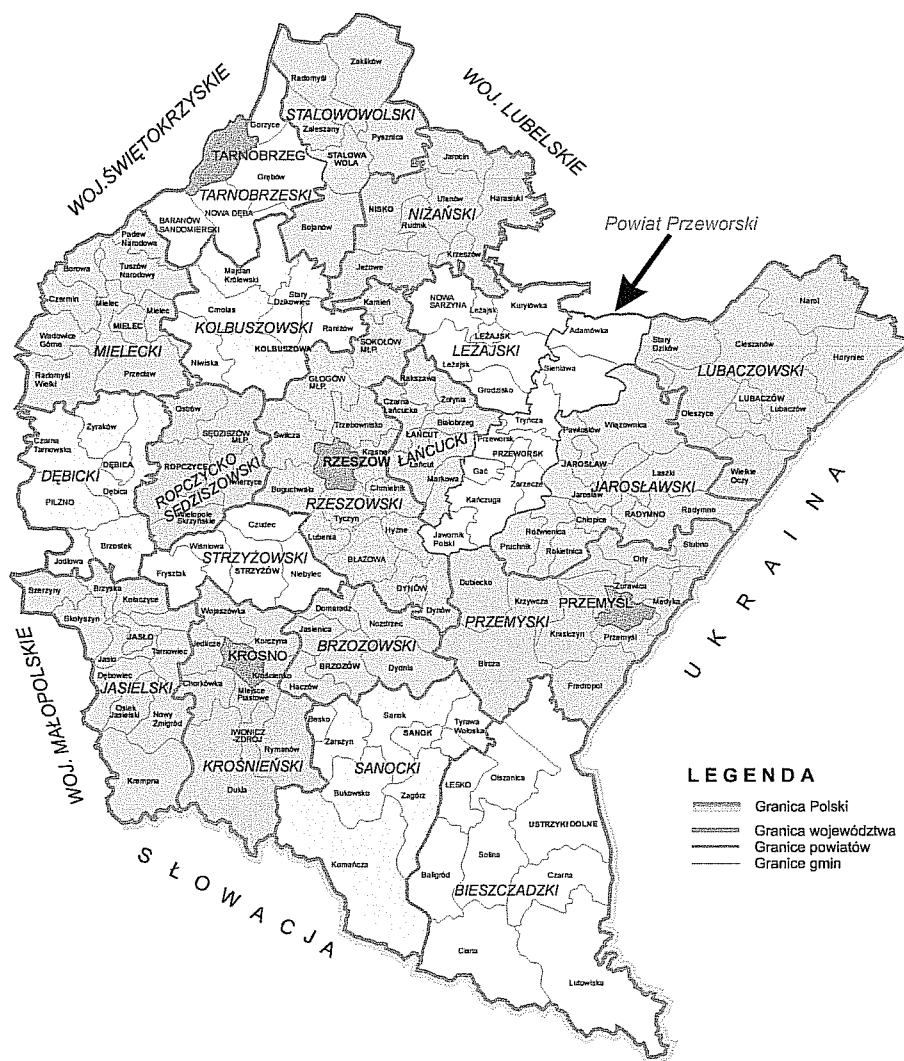 WOJ. ŚWIĘTOKRZYSKIE
WOJ. LUBELSKIE
Zaklików
Radomyśl
STALOWOWOLSKI
Gorzyce
Zaleszany
Pysznica
TARNOBRZEG
STALOWA
WOLA
Jarocin
Grębów
TARNOBRZESKI
Ulanów
Harasiuki
NISKO
NIŻAŃSKI
NOWA DĘBA
Rudnik
BARANÓW
SANDOMIERSKI
Bojanów
Krzeszów
Jeżowe
Powiat Przeworski
Padew
Narodowa
Borowa
Tuszów
Narodowy
Majdan
Królewski
Czermin
Mielec
Cmolas
Stary
Dzikowiec
Kamień
NOWA
SARZYNA
Leżajsk
Kuryłówka
Adamówka
Narol
MIELEC
Mielec
KOLBUSZOWSKI
Raniżów
LEŻAJSK
LEŻAJSKI
Wadowice
Górne
MIELECKI
KOLBUSZOWA
SOKOŁÓW
MŁP.
Stary
Dzików
Cieszanów
Horyniec
Radomyśl
Wielki
Przecław
Niwiska
Leżajsk
Sieniawa
LUBACZOWSKI
GŁOGÓW
MŁP.
Rakszawa
Grodzisko
LUBACZÓW
Lubaczów
Oleszyce
Ostrów
Czarna
Łańcucka
Żołynia
Tryńcza
Wiązownica
Pawłosiów
Czarna
Tarnowska
Żyraków
SĘDZISZÓW
MŁP.
Świlcza
Trzebownisko
Białobrzeg
ŁAŃCUT
Przeworsk
PRZEWORSK
Krasne
RZESZÓW
ŁAŃCUCKI
Łańcut
JAROSŁAW
Laszki
Wielkie
Oczy
DĘBICKI
DĘBICA
ROPCZYCE
ROPCZYCKO
SĘDZISZOWSKI
Gać
Zarzecze
JAROSŁAWSKI
PILZNO
Dębica
Boguchwała
Chmielnik
Markowa
Kańczuga
Jarosław
RADYMNO
Radymno
RZESZOWSKI
Wielopole
Skrzyńskie
Tyczyn
Chłopice
Roźwienica
Czudec
Lubenia
Hyżne
Jawornik
Polski
Pruchnik
Rokietnica
Stubno
Brzostek
Wiśniowa
STRZYŻOWSKI
STRZYŻÓW
BŁAŻOWA
Orły
Jodłowa
Frysztak
Niebylec
Dubiecko
Żurawica
Szerzyny
Brzyska
DYNÓW
Dynów
Krzywcza
PRZEMYŚL
Medyka
Kołaczyce
Wojaszówka
Domaradz
Nozdrzec
PRZEMYSKI
Skołyszyn
Krasiczyn
Przemyśl
JASŁO
Jedlicze
Korczyna
Jasienica
BRZOZOWSKI
Jasło
Tarnowiec
KROSNO
Krościenko
BRZOZÓW
Dydnia
Bircza
Dębowiec
JASIELSKI
Chorkówka
Miejsce
Piastowe
Haczów
Fredropol
Osiek
Jasielski
Nowy
Żmigród
IWONICZ
-ZDRÓJ
Besko
Sanok
Tyrawa
Wołoska
Rymanów
Zarszyn
SANOK
KROŚNIEŃSKI
SANOCKI
Krempna
Dukla
Bukowsko
Zagórz
LESKO
Olszanica
USTRZYKI DOLNE
Komańcza
Solina
Baligród
Czarna
BIESZCZADZKI
Cisna
Lutowiska
WOJ. MAŁOPOLSKIE
SŁOWACJA
UKRAINA
LEGENDA
Granica Polski
Granica województwa
Granice powiatów
Granice gmin